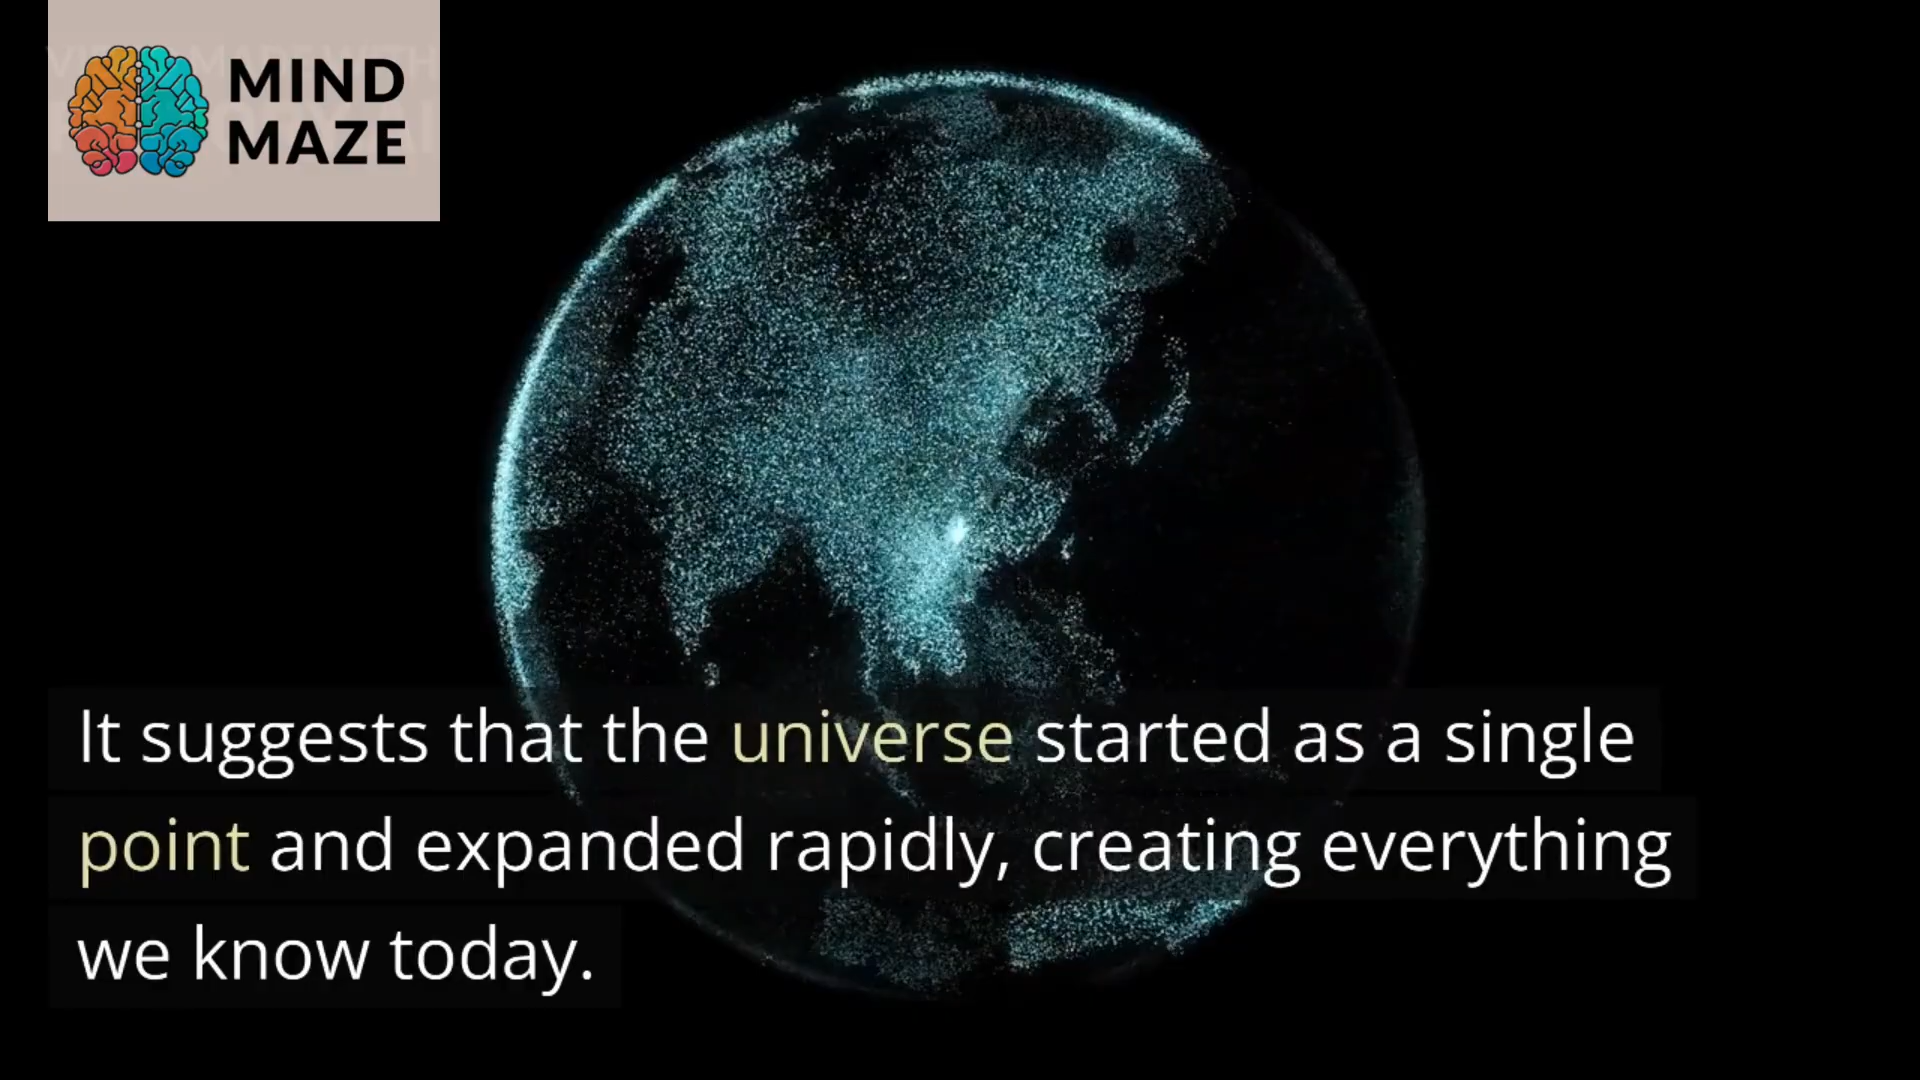 MIND
MAZE
It suggests that the universe started as a single
point and expanded rapidly, creating everything
we know today.